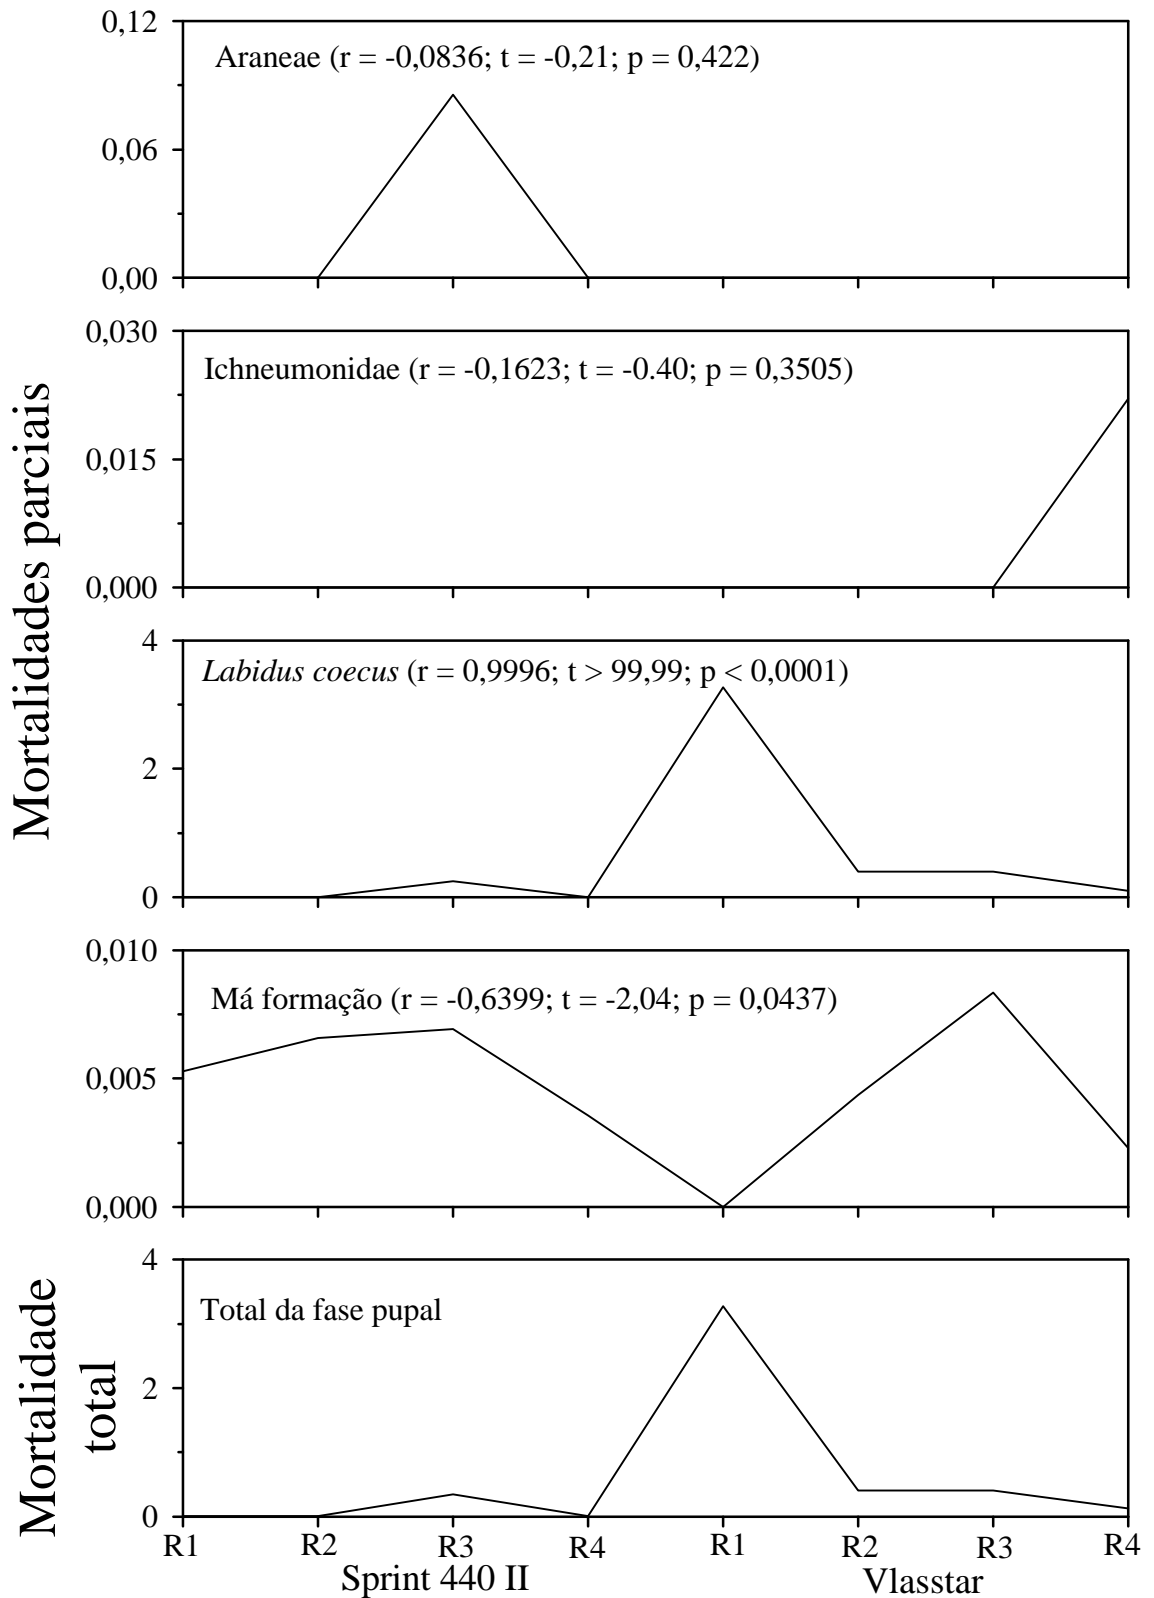 Mortalidades parciais
0,12
Araneae (r = -0,0836; t = -0,21; p = 0,422)
0,06
0,00
0,030
Ichneumonidae (r = -0,1623; t = -0.40; p = 0,3505)
0,015
0,000
4
Labidus coecus (r = 0,9996; t > 99,99; p < 0,0001)
2
0
0,010
Má formação (r = -0,6399; t = -2,04; p = 0,0437)
0,005
0,000
Mortalidade
total
4
Total da fase pupal
2
0
R1 R2 R3 R4 R1 R2 R3 R4
Sprint 440 II Vlasstar